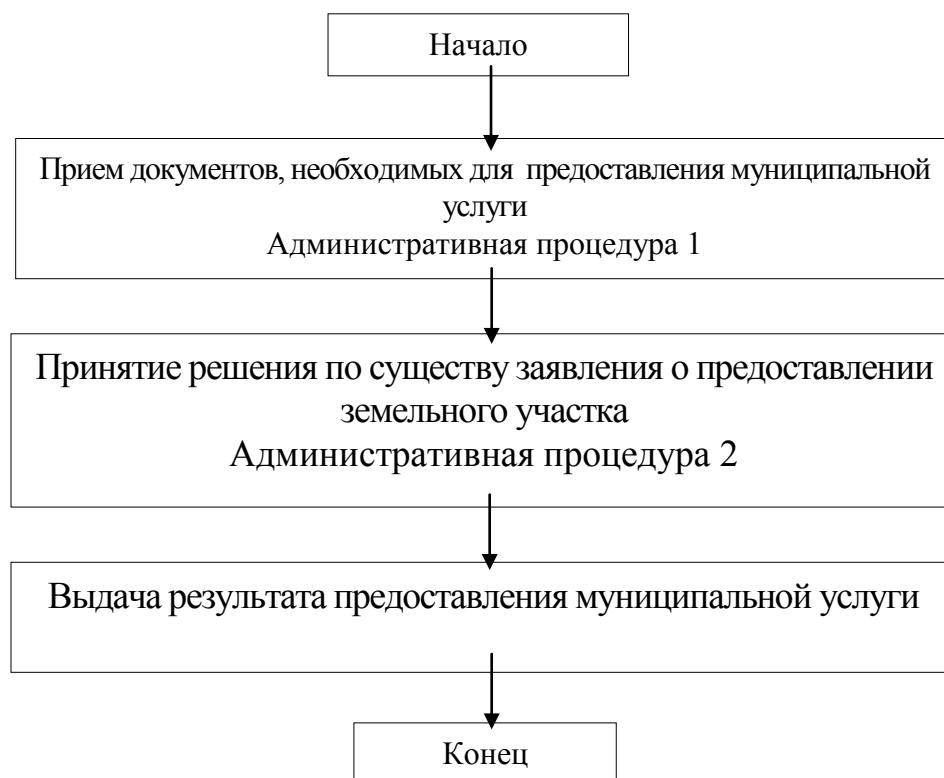 Начало
Прием документов, необходимых для предоставления муниципальной
услуги
Административная процедура 1
Принятие решения по существу заявления о предоставлении
земельного участка
Административная процедура 2
Выдача результата предоставления муниципальной услуги
Конец